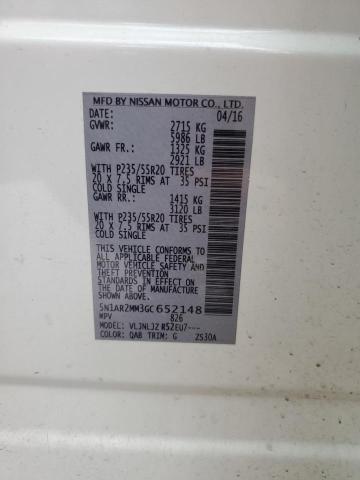 MFD BY NISSAN MOTOR CO., LTD.
DATE: 04/16
GVWR: 2715 KG
5986 LB
GAWR FR.: 1325 KG
2921 LB
WITH P235/55R20 TIRES
20 X 7.5 RIMS AT 35 PSI
COLD SINGLE
GAWR RR.: 1415 KG
3120 LB
WITH P235/55R20 TIRES
20 X 7.5 RIMS AT 35 PSI
COLD SINGLE
THIS VEHICLE CONFORMS TO
ALL APPLICABLE FEDERAL
MOTOR VEHICLE SAFETY AND
THEFT PREVENTION
STANDARDS IN EFFECT ON
THE DATE OF MANUFACTURE
SHOWN ABOVE.
5N1AR2MM3GC652148
MPV 826
MODEL: VLJNLJZ R52EU7---
COLOR: QAB TRIM: G ZS30A